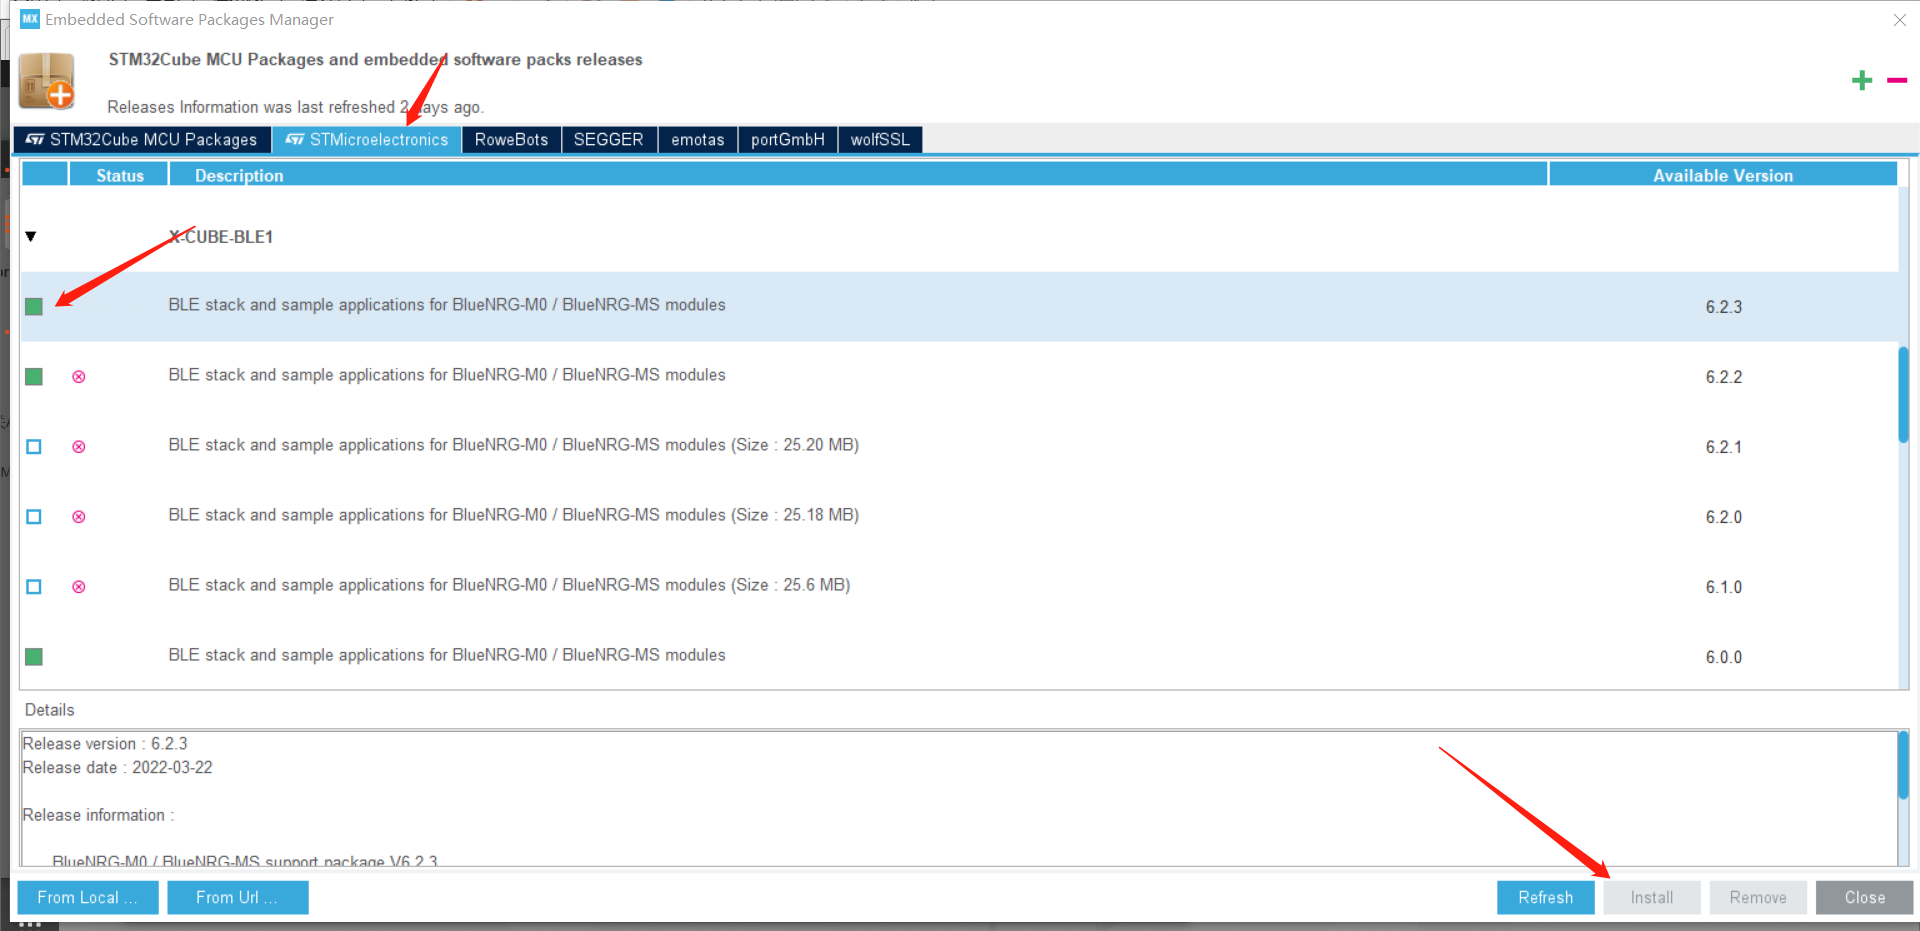 MX Embedded Software Packages Manager
STM32Cube MCU Packages and embedded software packs releases
Releases Information was last refreshed 2 days ago.
STM32Cube MCU Packages STMicroelectronics RoweBots SEGGER emotas portGmbH wolfSSL
Status Description Available Version
X-CUBE-BLE1
BLE stack and sample applications for BlueNRG-M0 / BlueNRG-MS modules 6.2.3
BLE stack and sample applications for BlueNRG-M0 / BlueNRG-MS modules 6.2.2
BLE stack and sample applications for BlueNRG-M0 / BlueNRG-MS modules (Size : 25.20 MB) 6.2.1
BLE stack and sample applications for BlueNRG-M0 / BlueNRG-MS modules (Size : 25.18 MB) 6.2.0
BLE stack and sample applications for BlueNRG-M0 / BlueNRG-MS modules (Size : 25.6 MB) 6.1.0
BLE stack and sample applications for BlueNRG-M0 / BlueNRG-MS modules 6.0.0
Details
Release version : 6.2.3
Release date : 2022-03-22
Release information :
BlueNRG-M0 / BlueNRG-MS support package V6.2.3
From Local ... From Url ... Refresh Install Remove Close